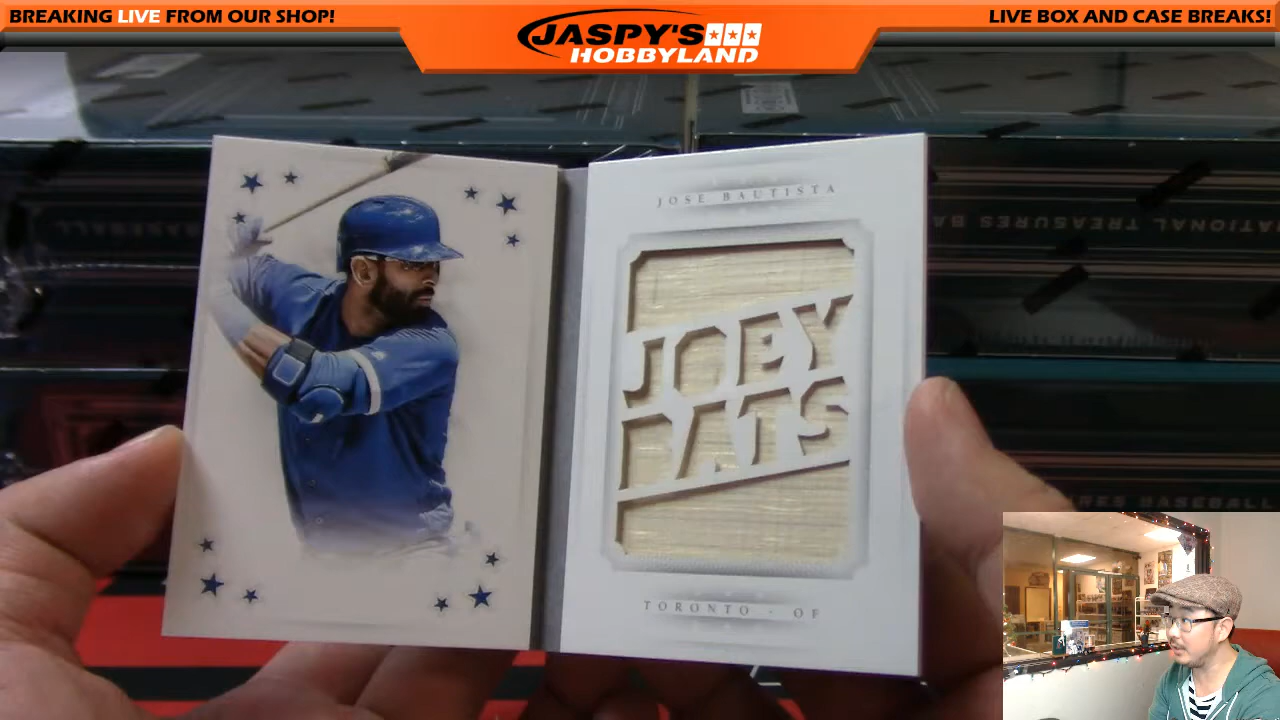 BREAKING LIVE FROM OUR SHOP!
JASPY'S
HOBBYLAND
LIVE BOX AND CASE BREAKS!
JOSE BAUTISTA
JOEY
BATS
TORONTO - OF
NATIONAL TREASURES BA
BASEBALL